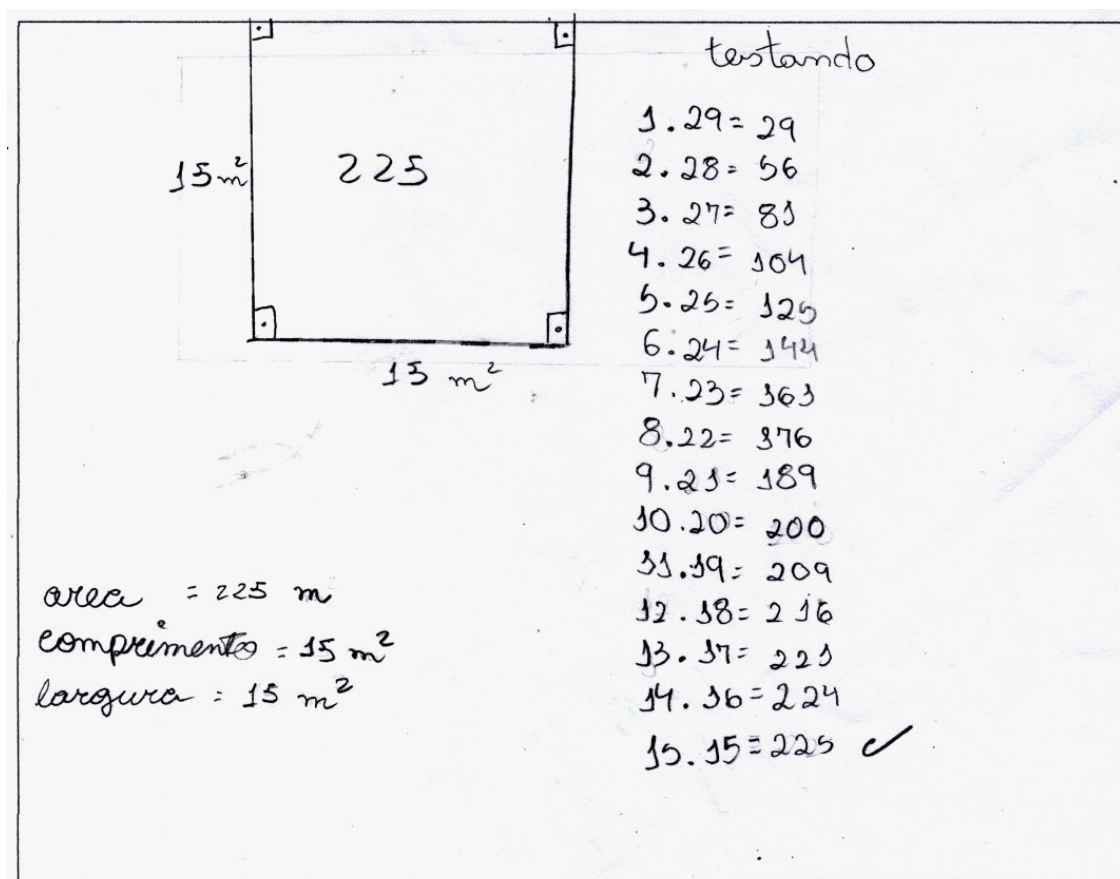 15 m²
225
15 m²
area = 225 m
comprimento = 15 m²
largura = 15 m²
testando
1 . 29 = 29
2 . 28 = 56
3 . 27 = 81
4 . 26 = 104
5 . 25 = 125
6 . 24 = 144
7 . 23 = 161
8 . 22 = 176
9 . 21 = 189
10 . 20 = 200
11 . 19 = 209
12 . 18 = 216
13 . 17 = 221
14 . 16 = 224
15 . 15 = 225 ✓